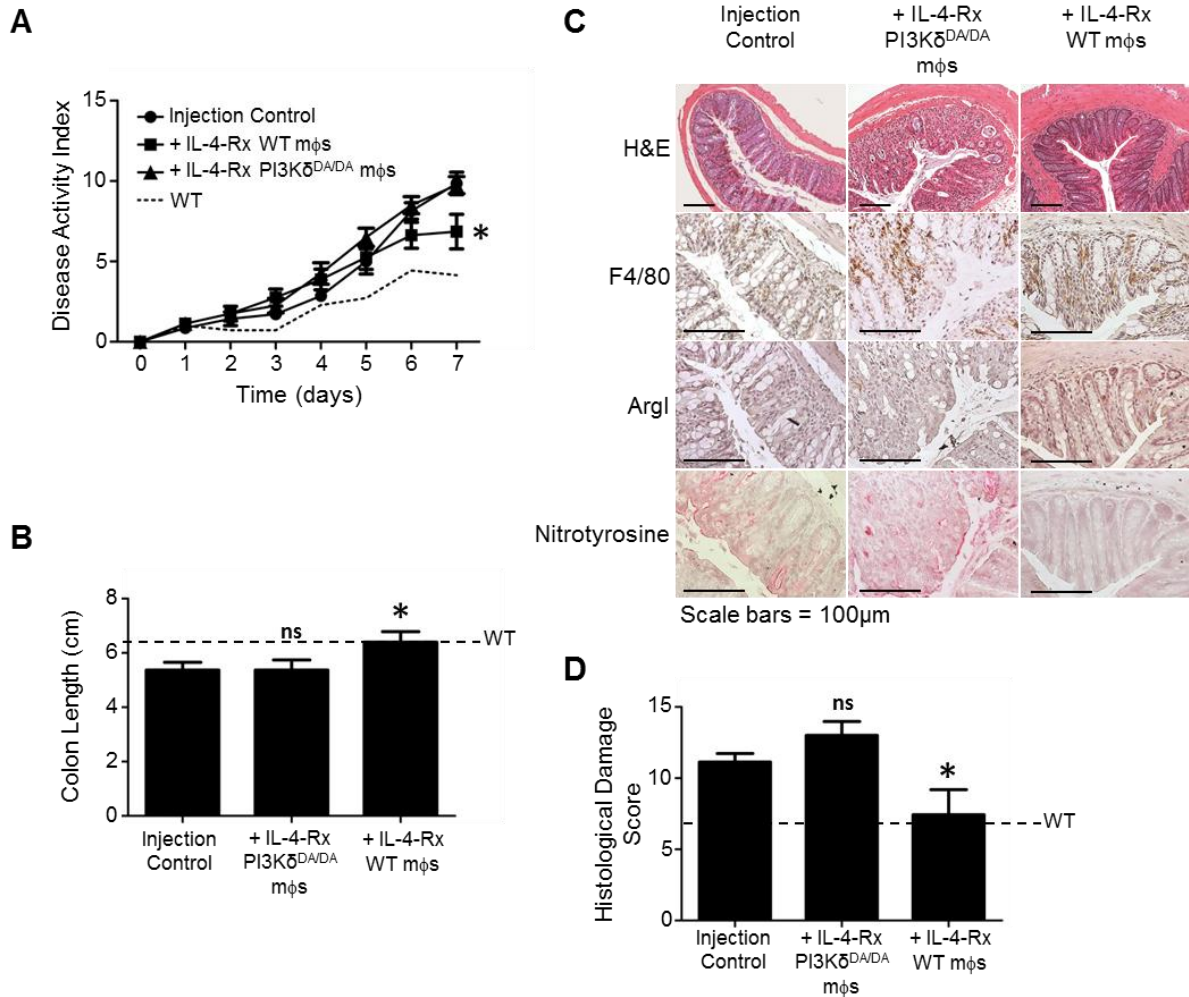 A
Disease Activity Index
15
10
5
0
Injection Control
+ IL-4-Rx WT mϕs
+ IL-4-Rx PI3Kδ^DA/DA mϕs
WT
*
0 1 2 3 4 5 6 7
Time (days)
B
Colon Length (cm)
8
6
4
2
0
ns
*
WT
Injection
Control
+ IL-4-Rx
PI3Kδ^DA/DA
mϕs
+ IL-4-Rx
WT mϕs
C
Injection
Control
+ IL-4-Rx
PI3Kδ^DA/DA
mϕs
+ IL-4-Rx
WT mϕs
H&E
F4/80
ArgI
Nitrotyrosine
Scale bars = 100μm
D
Histological Damage
Score
15
10
5
0
ns
*
WT
Injection
Control
+ IL-4-Rx
PI3Kδ^DA/DA
mϕs
+ IL-4-Rx
WT mϕs